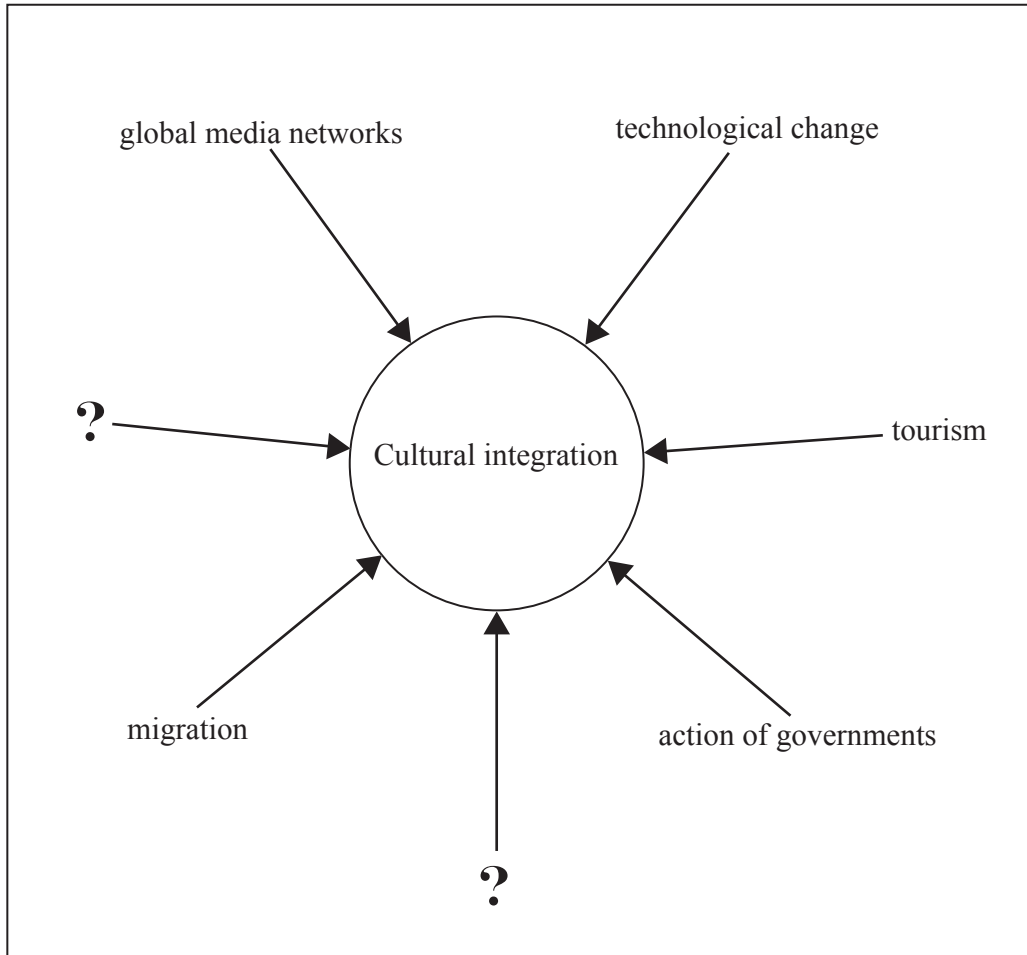 global media networks
technological change
?
Cultural integration
tourism
migration
action of governments
?